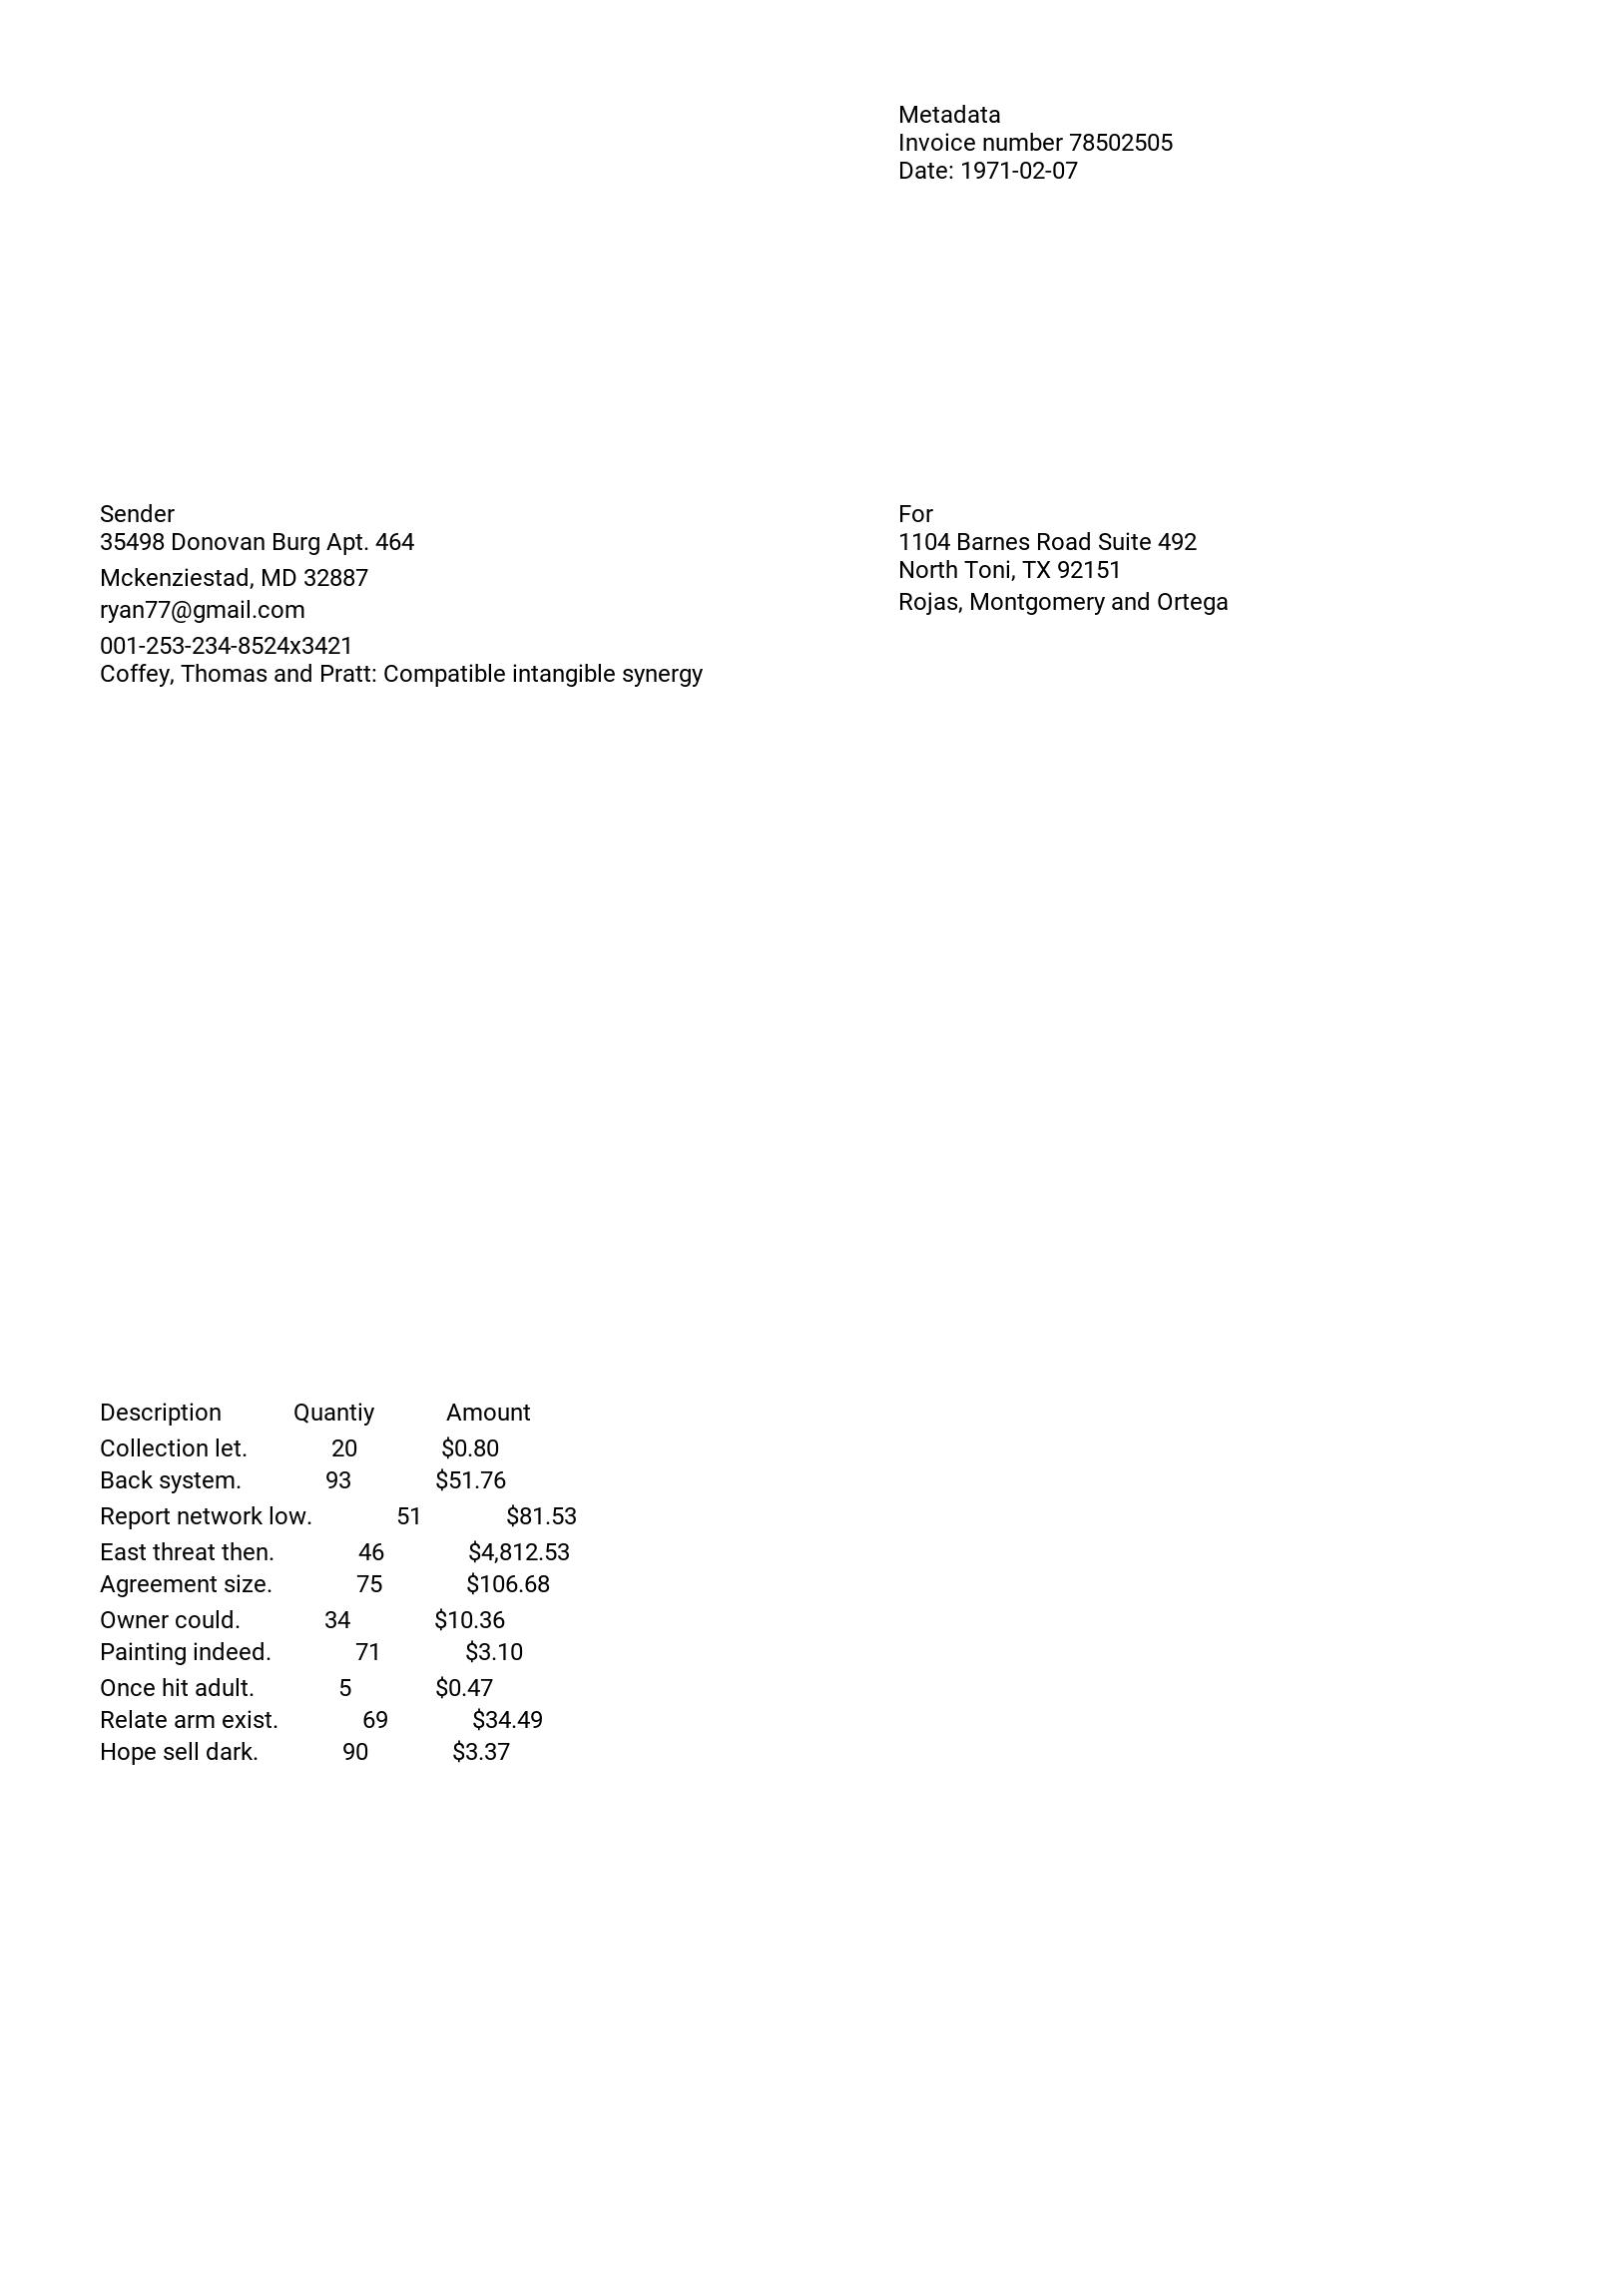 Metadata
Invoice number 78502505
Date: 1971-02-07
Sender
35498 Donovan Burg Apt. 464
Mckenziestad, MD 32887
ryan77@gmail.com
001-253-234-8524x3421
Coffey, Thomas and Pratt: Compatible intangible synergy
For
1104 Barnes Road Suite 492
North Toni, TX 92151
Rojas, Montgomery and Ortega
Description Quantiy Amount
Collection let. 20 $0.80
Back system. 93 $51.76
Report network low. 51 $81.53
East threat then. 46 $4,812.53
Agreement size. 75 $106.68
Owner could. 34 $10.36
Painting indeed. 71 $3.10
Once hit adult. 5 $0.47
Relate arm exist. 69 $34.49
Hope sell dark. 90 $3.37